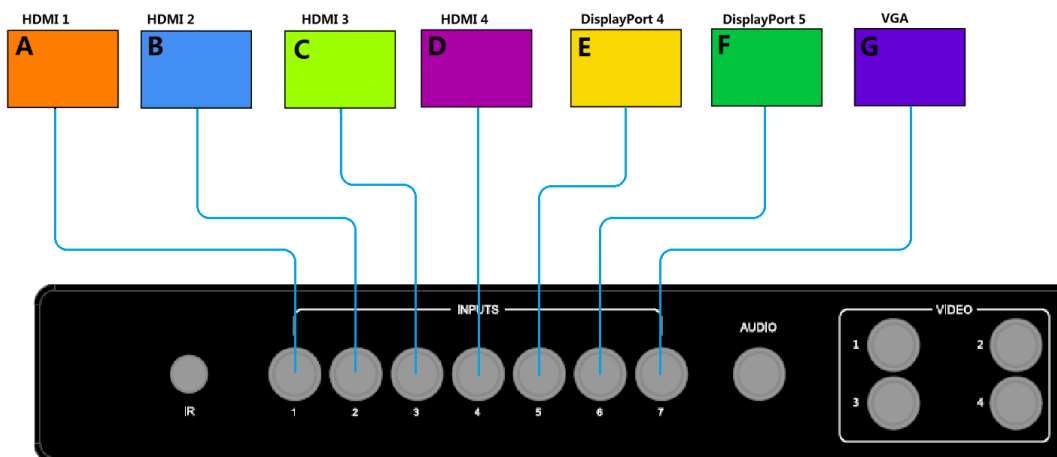 HDMI 1 HDMI 2 HDMI 3 HDMI 4 DisplayPort 4 DisplayPort 5 VGA
A B C D E F G
INPUTS VIDEO
AUDIO
1 2
IR 1 2 3 4 5 6 7 3 4